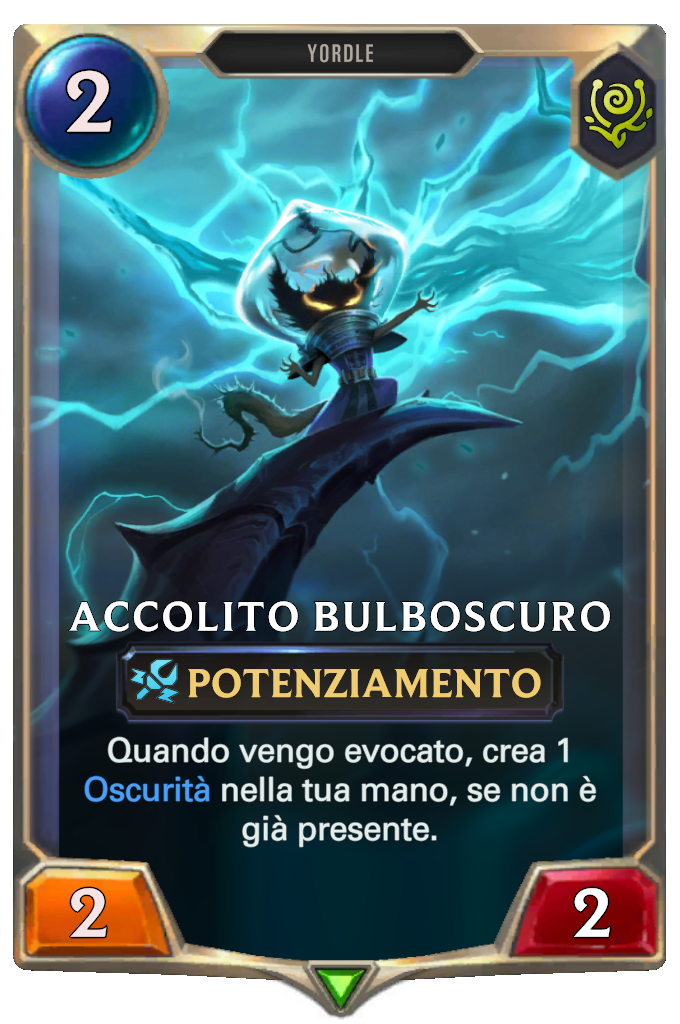 YORDLE
2
ACCOLITO BULBOSCURO
POTENZIAMENTO
Quando vengo evocato, crea 1
Oscurità nella tua mano, se non è
già presente.
2
2